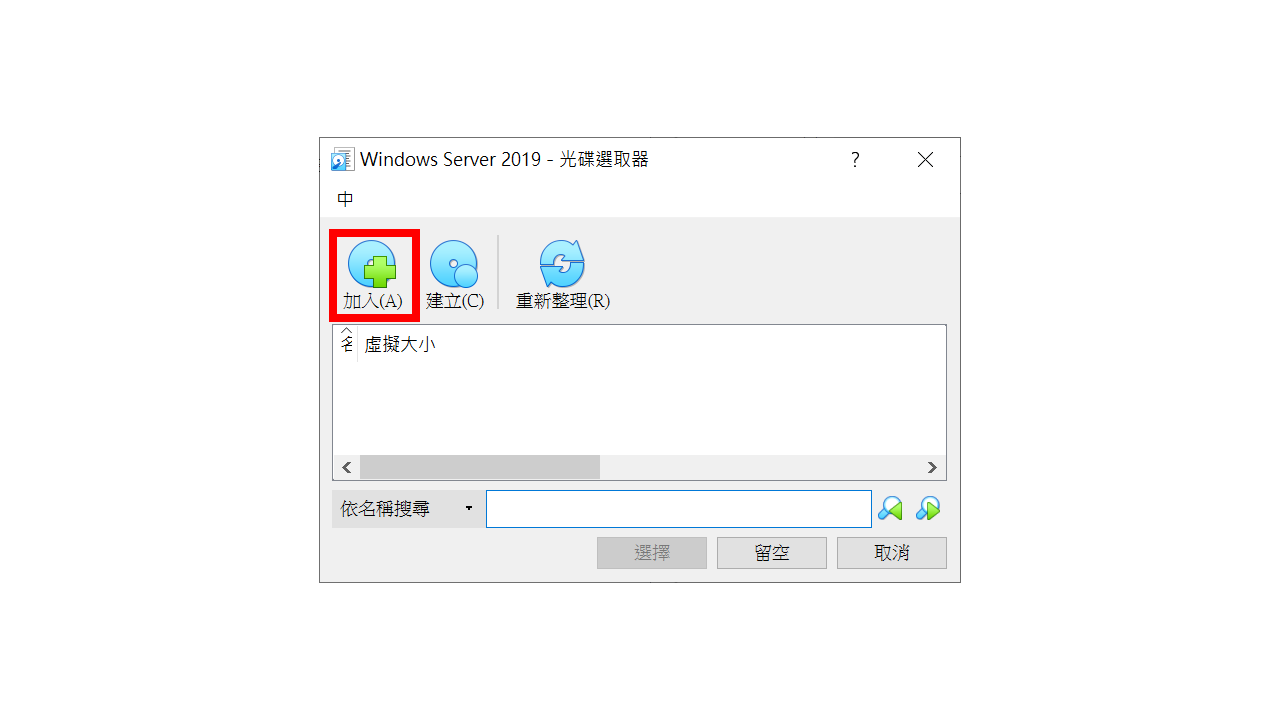 Windows Server 2019 - 光碟選取器
?
中
加入(A) 建立(C) 重新整理(R)
虛擬大小
依名稱搜尋
選擇 留空 取消